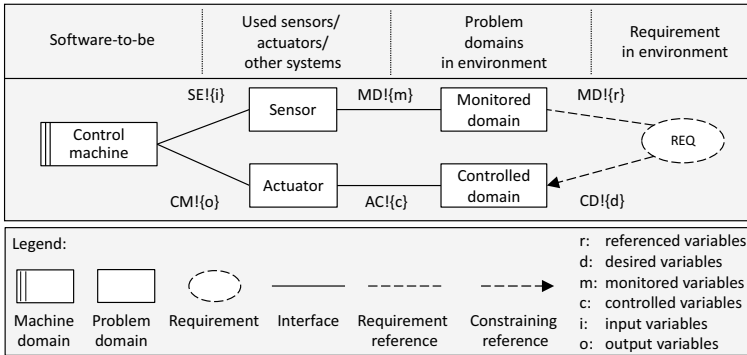 Software-to-be
Used sensors/
actuators/
other systems
Problem
domains
in environment
Requirement
in environment
SE!{i}
MD!{m}
MD!{r}
Sensor
Monitored
domain
Control
machine
REQ
Actuator
Controlled
domain
CM!{o}
AC!{c}
CD!{d}
Legend:
Machine
domain
Problem
domain
Requirement
Interface
Requirement
reference
Constraining
reference
r: referenced variables
d: desired variables
m: monitored variables
c: controlled variables
i: input variables
o: output variables